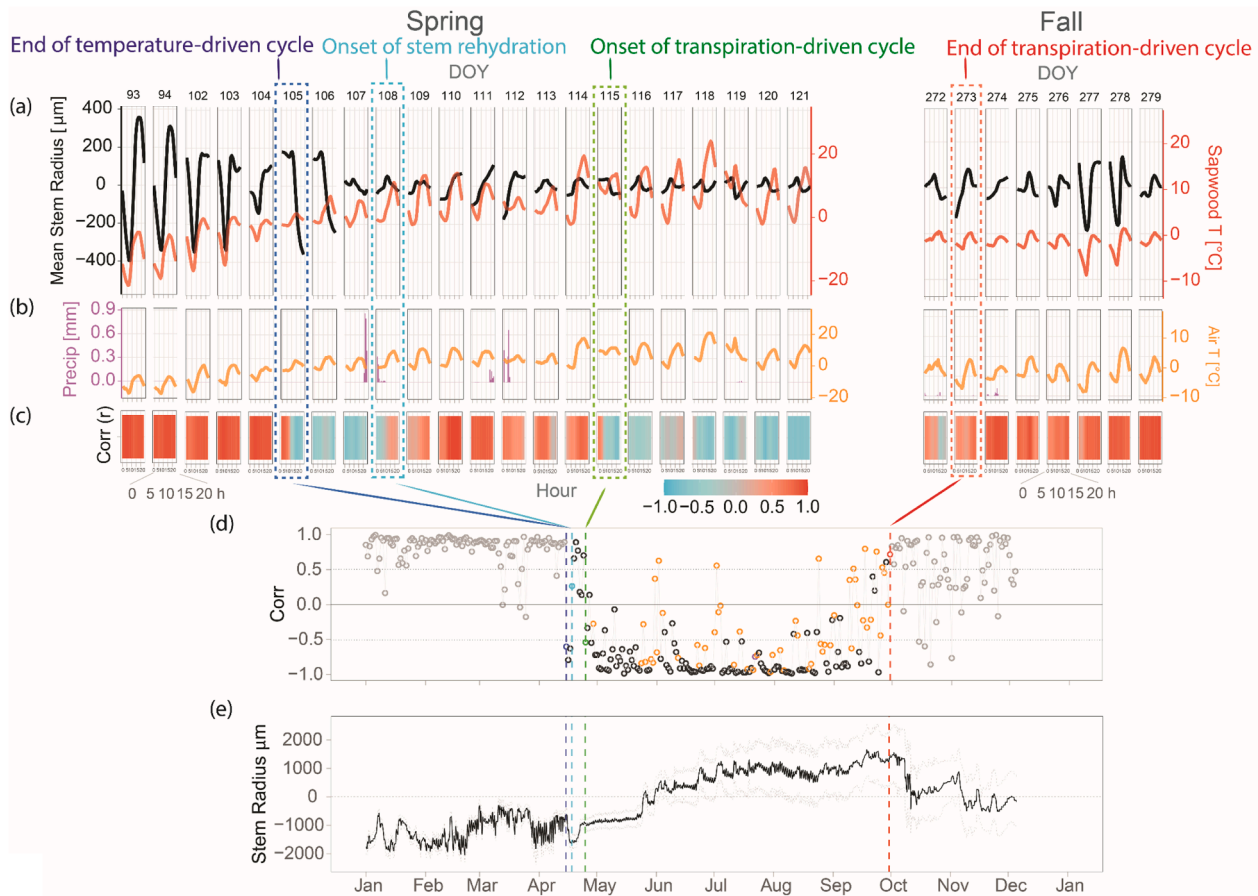 Spring Fall
End of temperature-driven cycle Onset of stem rehydration Onset of transpiration-driven cycle End of transpiration-driven cycle
DOY DOY
(a) 93 94 102 103 104 105 106 107 108 109 110 111 112 113 114 115 116 117 118 119 120 121 272 273 274 275 276 277 278 279
Mean Stem Radius [μm]
400
200
0
−200
−400
20
0
−20
20
10
0
−10
Sapwood T [°C]
(b)
Precip [mm]
0.9
0.6
0.3
0.0
20
0
−20
10
0
−10
Air T [°C]
(c)
Corr (r)
0 5 10 15 20 h
Hour
0 5 10 15 20 h
−1.0 −0.5 0.0 0.5 1.0
(d)
Corr
1.0
0.5
0.0
−0.5
−1.0
(e)
Stem Radius μm
2000
1000
0
−1000
−2000
Jan Feb Mar Apr May Jun Jul Aug Sep Oct Nov Dec Jan